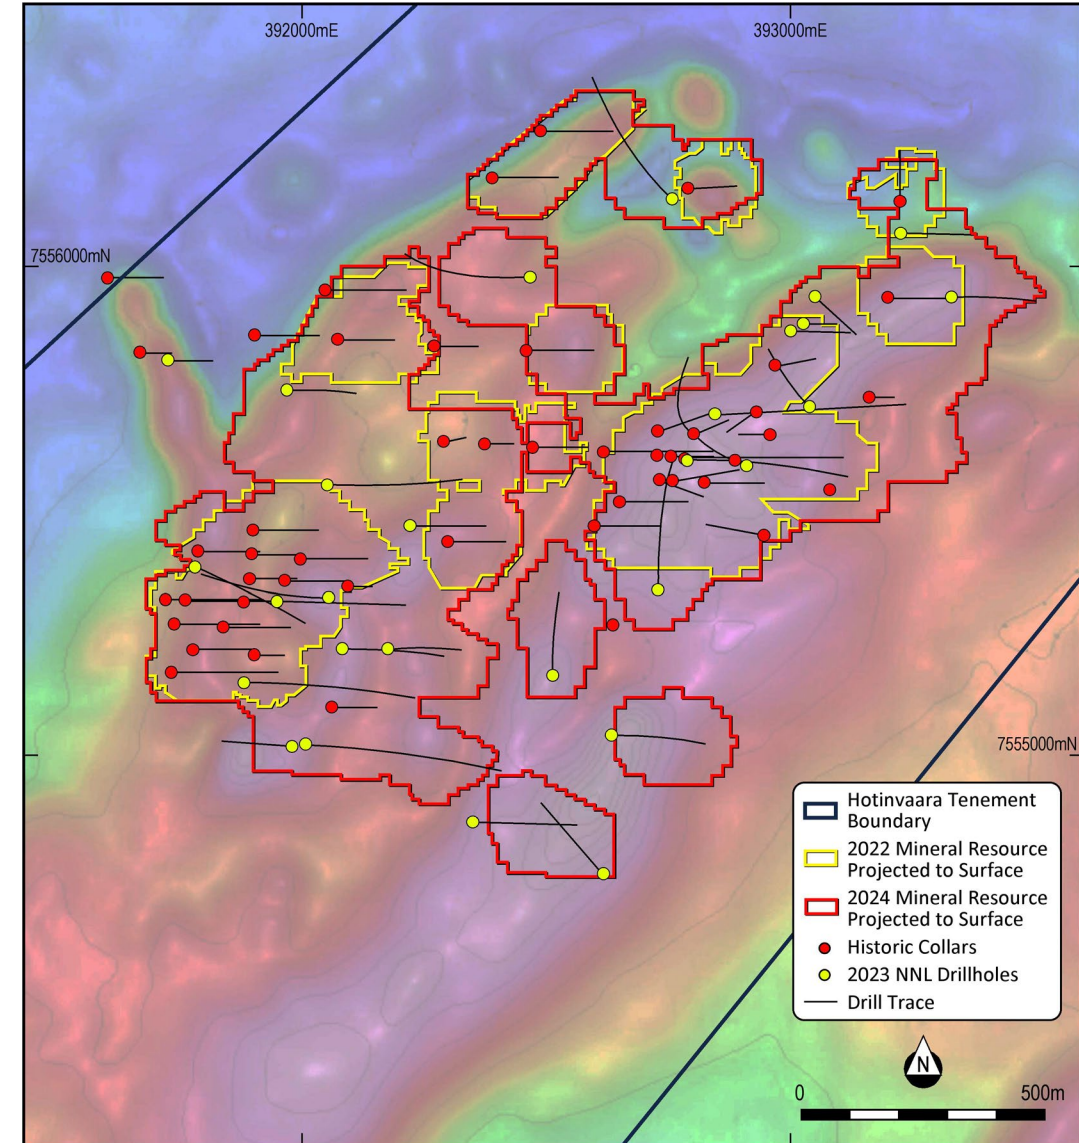 392000mE
393000mE
7556000mN
7555000mN
Hotinvaara Tenement
Boundary
2022 Mineral Resource
Projected to Surface
2024 Mineral Resource
Projected to Surface
Historic Collars
2023 NNL Drillholes
Drill Trace
N
0
500m